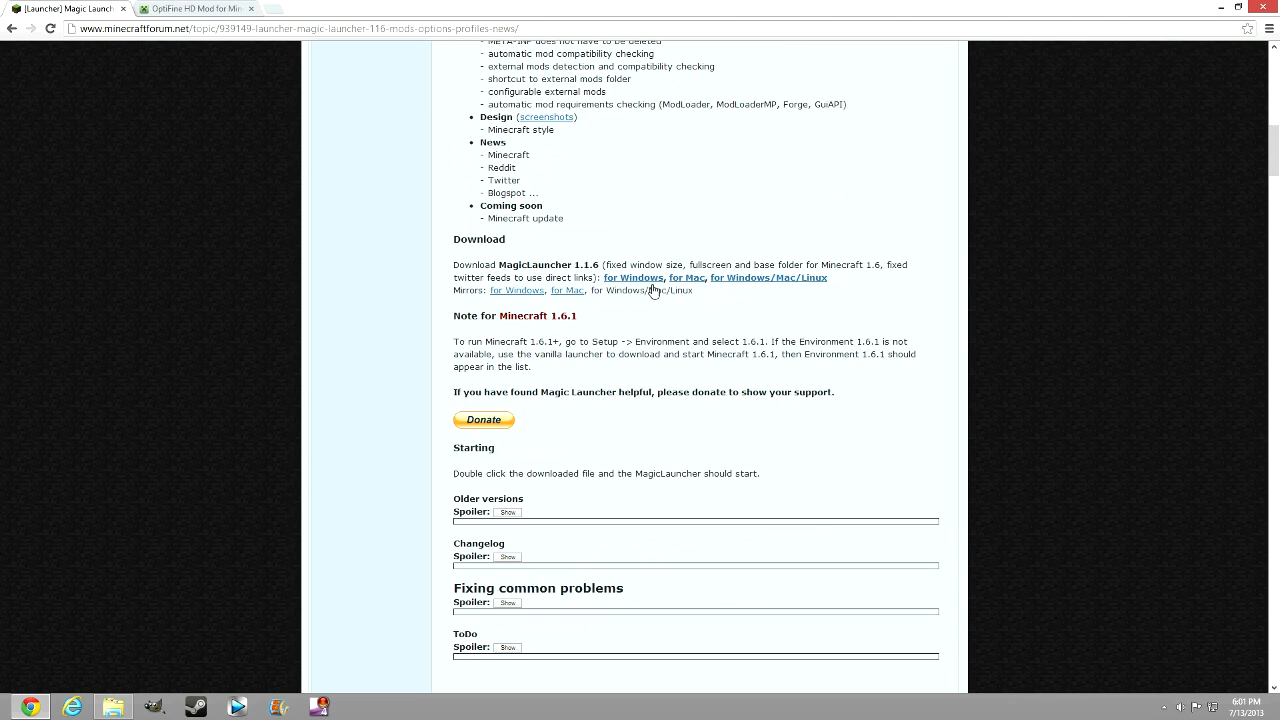 [Launcher] Magic Launch
OptiFine HD Mod for Min
www.minecraftforum.net/topic/939149-launcher-magic-launcher-116-mods-options-profiles-news/
- META-INF does not have to be deleted
- automatic mod compatibility checking
- external mods detection and compatibility checking
- shortcut to external mods folder
- configurable external mods
- automatic mod requirements checking (ModLoader, ModLoaderMP, Forge, GuiAPI)
• Design (screenshots)
- Minecraft style
• News
- Minecraft
- Reddit
- Twitter
- Blogspot ...
• Coming soon
- Minecraft update
Download
Download MagicLauncher 1.1.6 (fixed window size, fullscreen and base folder for Minecraft 1.6, fixed
twitter feeds to use direct links): for Windows, for Mac, for Windows/Mac/Linux
Mirrors: for Windows, for Mac, for Windows/Mac/Linux
Note for Minecraft 1.6.1
To run Minecraft 1.6.1+, go to Setup -> Environment and select 1.6.1. If the Environment 1.6.1 is not
available, use the vanilla launcher to download and start Minecraft 1.6.1, then Environment 1.6.1 should
appear in the list.
If you have found Magic Launcher helpful, please donate to show your support.
Donate
Starting
Double click the downloaded file and the MagicLauncher should start.
Older versions
Spoiler: Show
Changelog
Spoiler: Show
Fixing common problems
Spoiler: Show
ToDo
Spoiler: Show
6:01 PM
7/13/2013